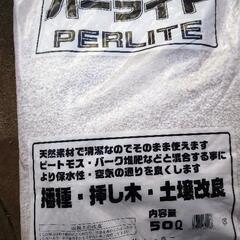 パーライト
PERLITE
天然素材で清潔なのでそのまま使えます
ピートモス・バーク堆肥などと混合する事に
より保水性・空気の通りを良くします
播種・挿し木・土壌改良
内容量
50ℓ